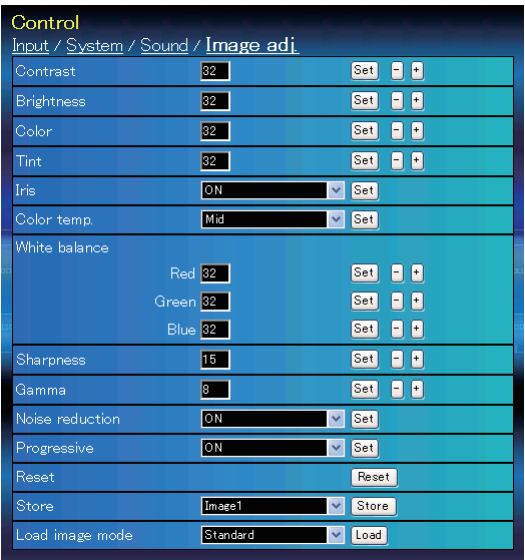 Control
Input / System / Sound / Image adj.
Contrast 32 Set - +
Brightness 32 Set - +
Color 32 Set - +
Tint 32 Set - +
Iris ON Set
Color temp. Mid Set
White balance
Red 32 Set - +
Green 32 Set - +
Blue 32 Set - +
Sharpness 15 Set - +
Gamma 8 Set - +
Noise reduction ON Set
Progressive ON Set
Reset Reset
Store Image1 Store
Load image mode Standard Load